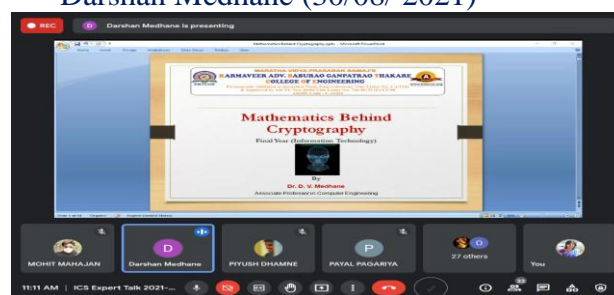 Darshan Medhane (30/08/ 2021)
REC
D
Darshan Medhane is presenting
Mathematics Behind Cryptography.pptx - Microsoft PowerPoint
MARATHA VIDYA PRASARAK SAMAJ'S
KARMAVEER ADV. BABURAO GANPATRAO THAKARE
COLLEGE OF ENGINEERING
Mathematics Behind
Cryptography
Final Year (Information Technology)
By
Dr. D. V. Medhane
Associate Professor in Computer Engineering
D
P
D
MOHIT MAHAJAN
Darshan Medhane
PIYUSH DHAMNE
PAYAL PAGARIYA
27 others
You
11:11 AM | ICS Expert Talk 2021-...
33